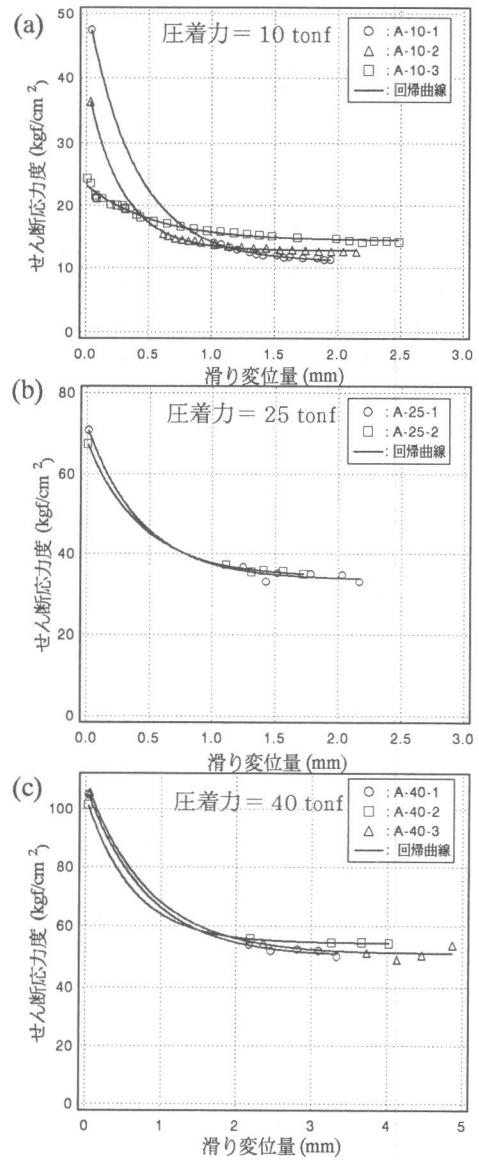 (a)
圧着力= 10 tonf
○ : A-10-1
△ : A-10-2
□ : A-10-3
— : 回帰曲線
せん断応力度 (kgf/cm²)
50
40
30
20
10
0
0.0 0.5 1.0 1.5 2.0 2.5 3.0
滑り変位量 (mm)
(b)
圧着力= 25 tonf
○ : A-25-1
□ : A-25-2
— : 回帰曲線
せん断応力度 (kgf/cm²)
80
60
40
20
0
0.0 0.5 1.0 1.5 2.0 2.5 3.0
滑り変位量 (mm)
(c)
圧着力= 40 tonf
○ : A-40-1
□ : A-40-2
△ : A-40-3
— : 回帰曲線
せん断応力度 (kgf/cm²)
100
80
60
40
20
0
0 1 2 3 4 5
滑り変位量 (mm)